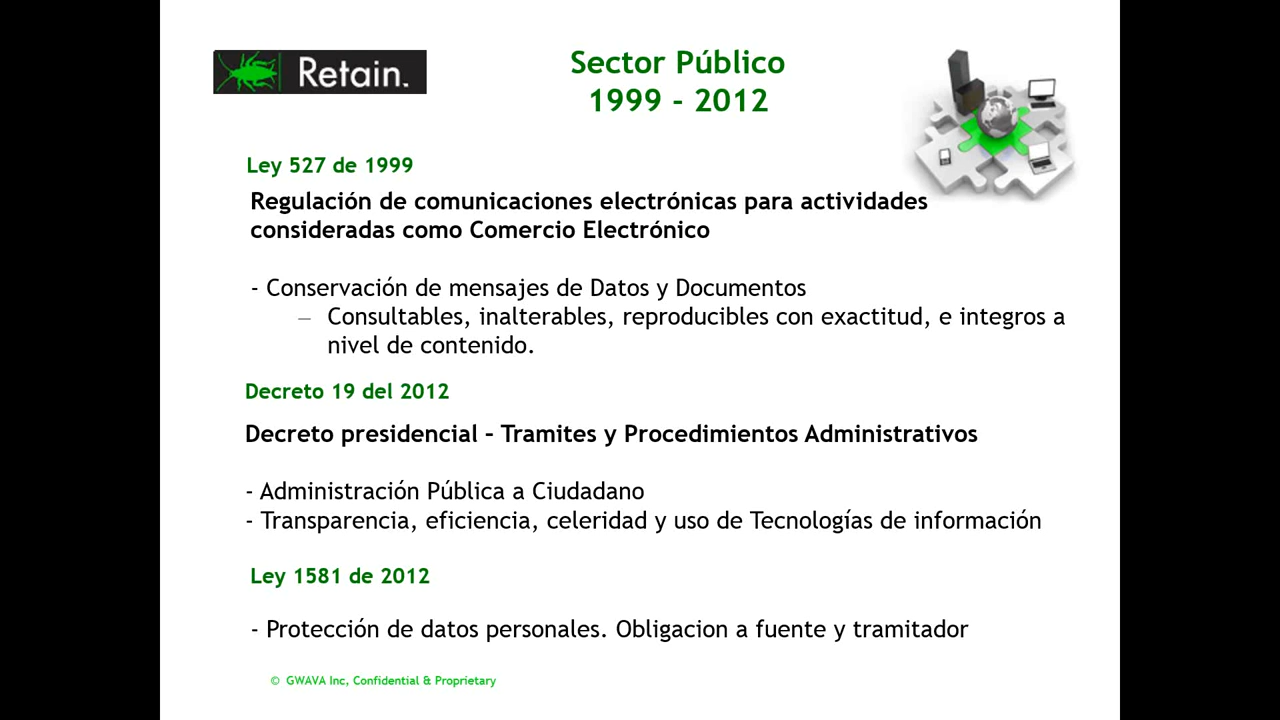 Retain.
Sector Público
1999 - 2012
Ley 527 de 1999
Regulación de comunicaciones electrónicas para actividades
consideradas como Comercio Electrónico
- Conservación de mensajes de Datos y Documentos
– Consultables, inalterables, reproducibles con exactitud, e integros a
nivel de contenido.
Decreto 19 del 2012
Decreto presidencial – Tramites y Procedimientos Administrativos
- Administración Pública a Ciudadano
- Transparencia, eficiencia, celeridad y uso de Tecnologías de información
Ley 1581 de 2012
- Protección de datos personales. Obligacion a fuente y tramitador
© GWAVA Inc, Confidential & Proprietary